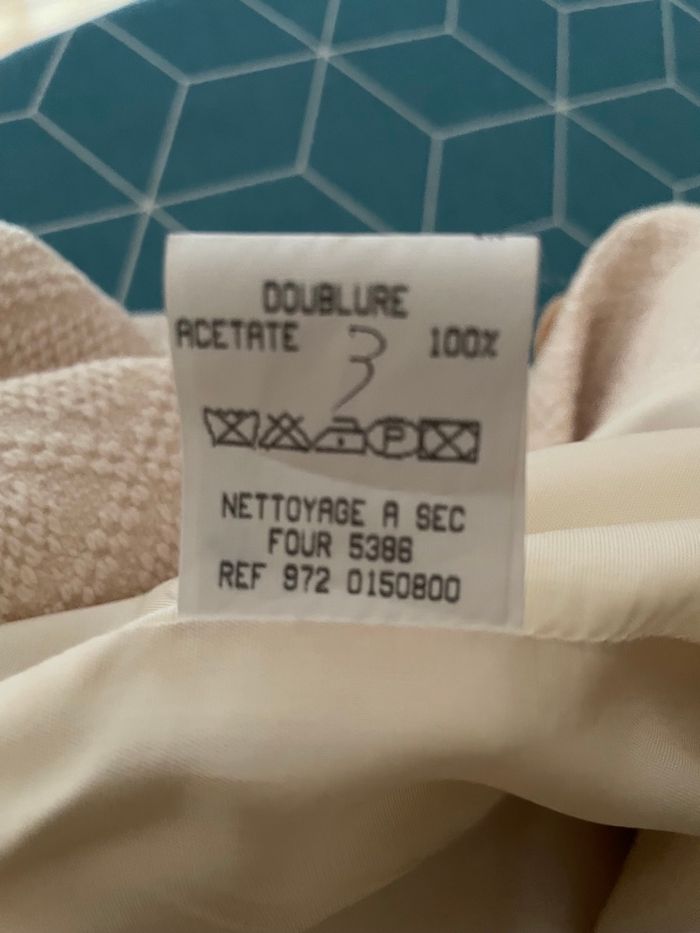 DOUBLURE
ACETATE 100%
3
P
NETTOYAGE A SEC
FOUR 5386
REF 972 0150800